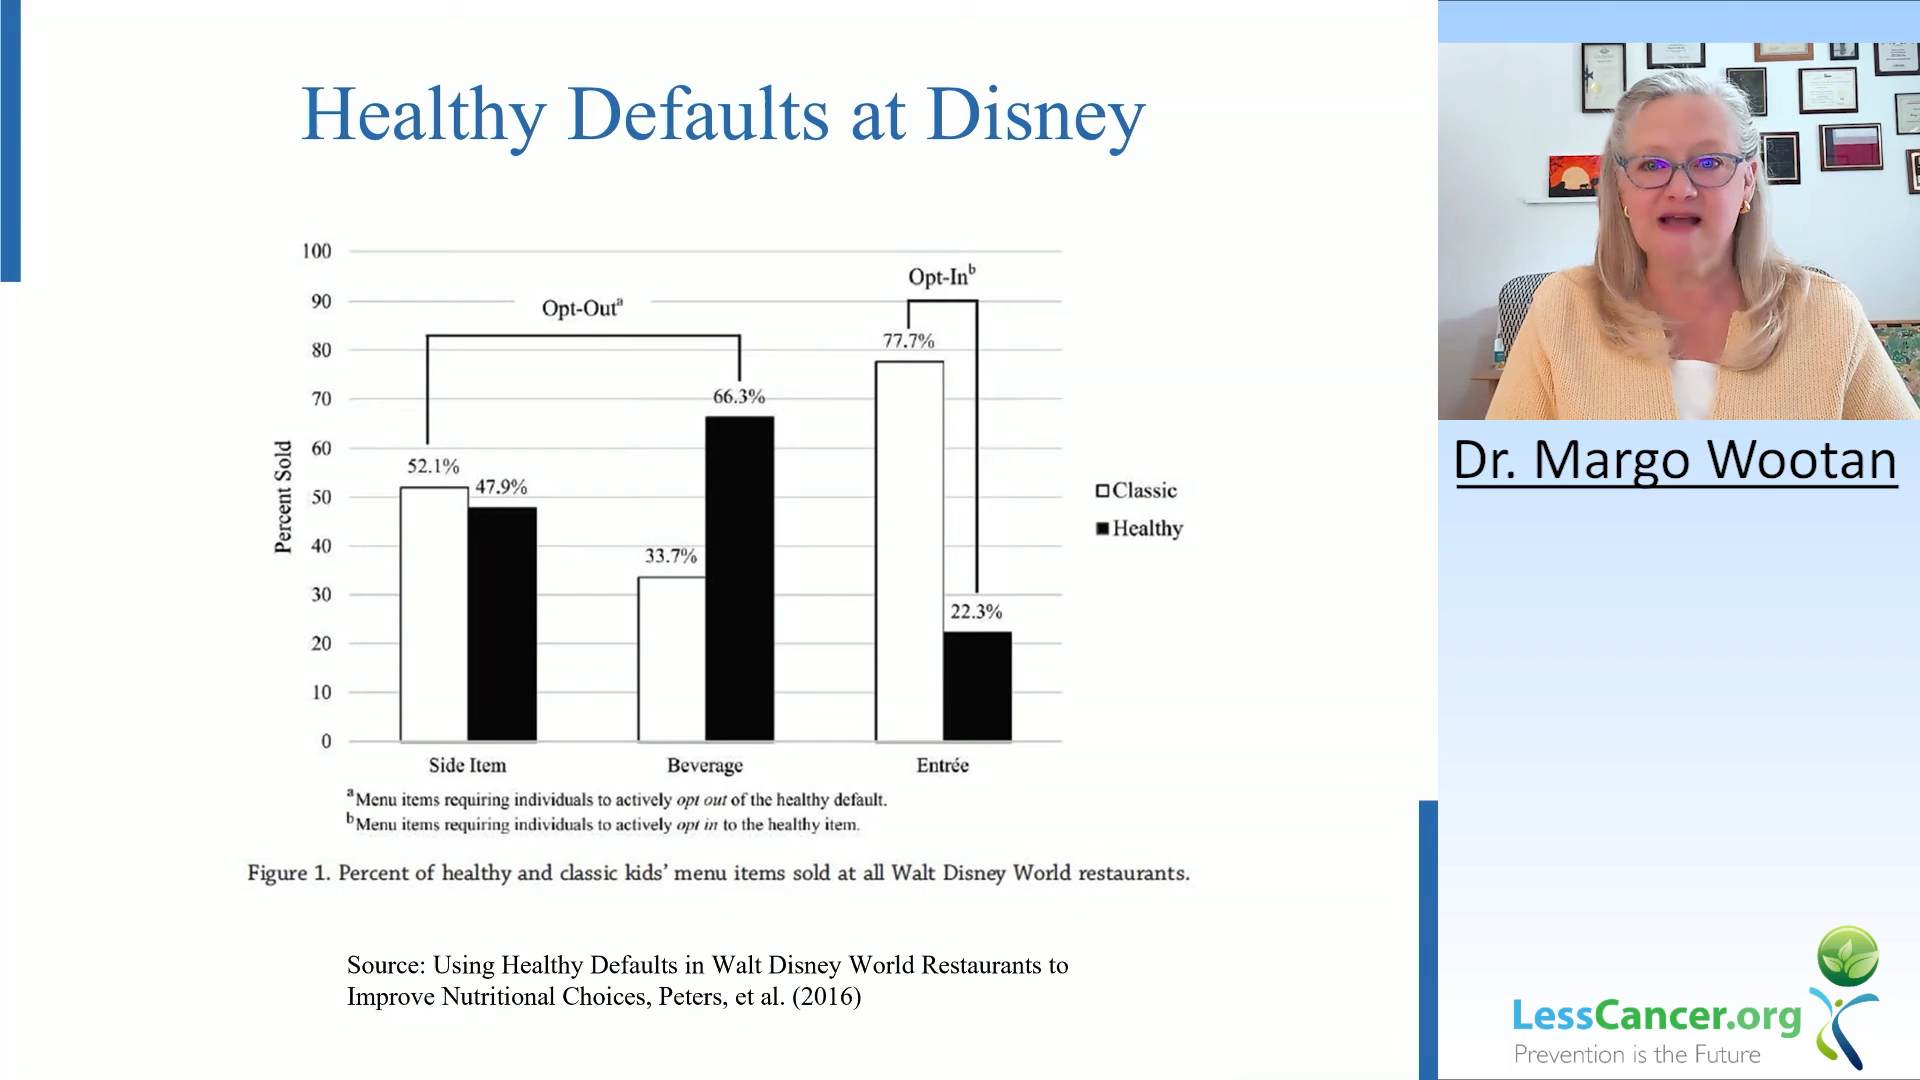 Healthy Defaults at Disney
100
90
80
70
60
50
40
30
20
10
0
Percent Sold
Opt-Outᵃ
Opt-Inᵇ
52.1%
47.9%
33.7%
66.3%
77.7%
22.3%
Side Item
Beverage
Entrée
Classic
Healthy
ᵃMenu items requiring individuals to actively opt out of the healthy default.
ᵇMenu items requiring individuals to actively opt in to the healthy item.
Figure 1. Percent of healthy and classic kids’ menu items sold at all Walt Disney World restaurants.
Source: Using Healthy Defaults in Walt Disney World Restaurants to
Improve Nutritional Choices, Peters, et al. (2016)
Dr. Margo Wootan
LessCancer.org
Prevention is the Future